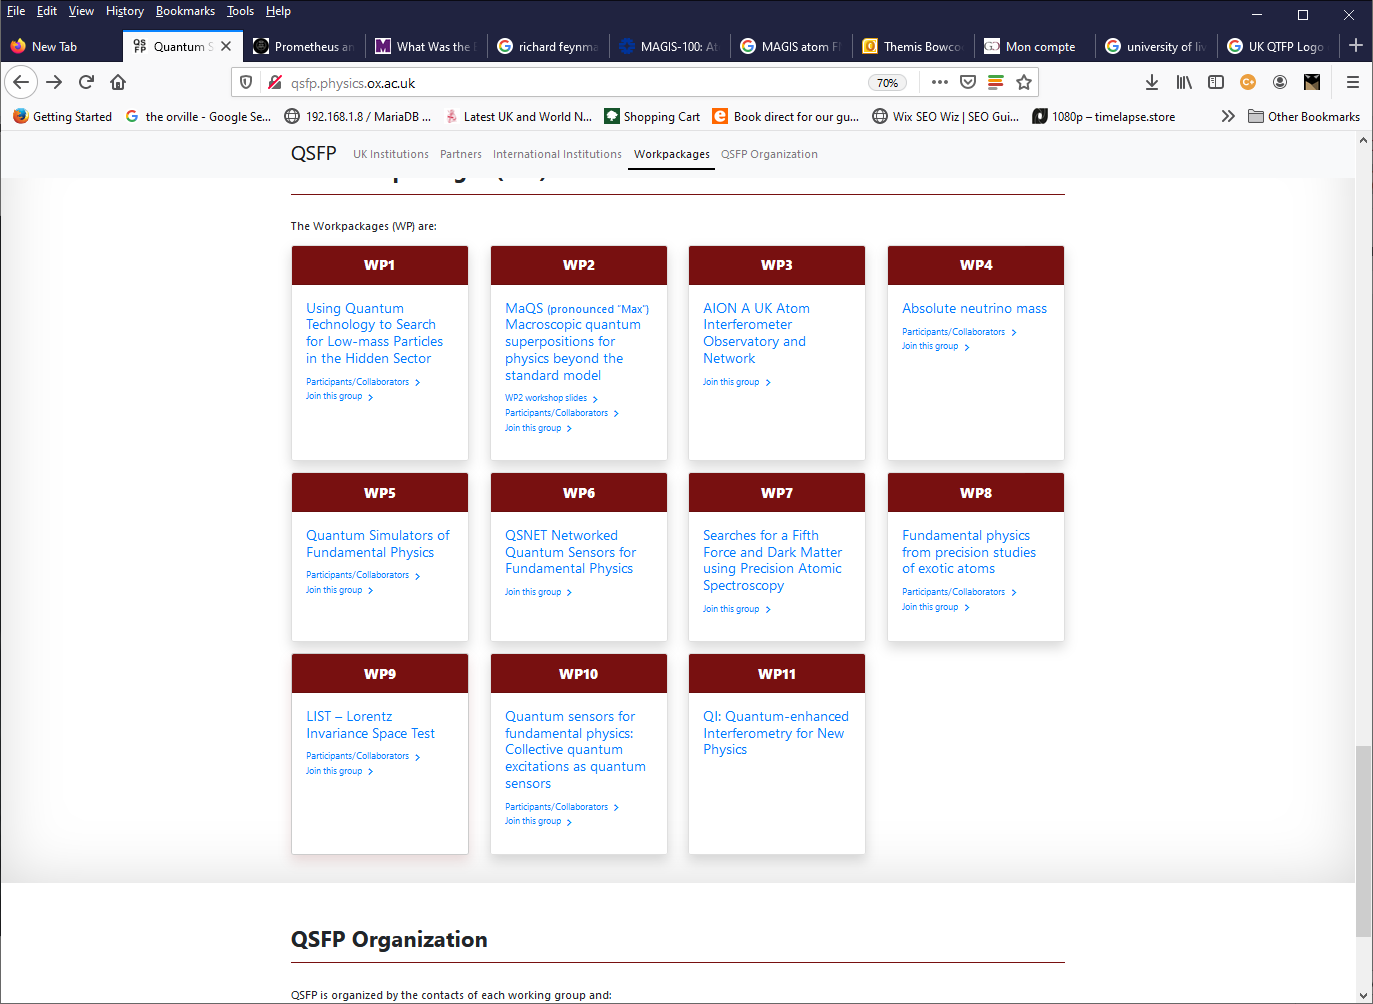 File Edit View History Bookmarks Tools Help
New Tab
QS FP Quantum S
Prometheus an
What Was the
richard feynma
MAGIS-100: At
MAGIS atom F
Themis Bowco
Mon compte
university of liv
UK QTFP Logo
qsfp.physics.ox.ac.uk
70%
Getting Started
the orville - Google Se...
192.168.1.8 / MariaDB ...
Latest UK and World N...
Shopping Cart
Book direct for our gu...
Wix SEO Wiz | SEO Gui...
1080p – timelapse.store
Other Bookmarks
QSFP UK Institutions Partners International Institutions Workpackages QSFP Organization
The Workpackages (WP) are:
WP1
Using Quantum
Technology to Search
for Low-mass Particles
in the Hidden Sector
Participants/Collaborators
Join this group
WP2
MaQS (pronounced “Max”)
Macroscopic quantum
superpositions for
physics beyond the
standard model
WP2 workshop slides
Participants/Collaborators
Join this group
WP3
AION A UK Atom
Interferometer
Observatory and
Network
Join this group
WP4
Absolute neutrino mass
Participants/Collaborators
Join this group
WP5
Quantum Simulators of
Fundamental Physics
Participants/Collaborators
Join this group
WP6
QSNET Networked
Quantum Sensors for
Fundamental Physics
Join this group
WP7
Searches for a Fifth
Force and Dark Matter
using Precision Atomic
Spectroscopy
Join this group
WP8
Fundamental physics
from precision studies
of exotic atoms
Participants/Collaborators
Join this group
WP9
LIST – Lorentz
Invariance Space Test
Participants/Collaborators
Join this group
WP10
Quantum sensors for
fundamental physics:
Collective quantum
excitations as quantum
sensors
Participants/Collaborators
Join this group
WP11
QI: Quantum-enhanced
Interferometry for New
Physics
QSFP Organization
QSFP is organized by the contacts of each working group and: